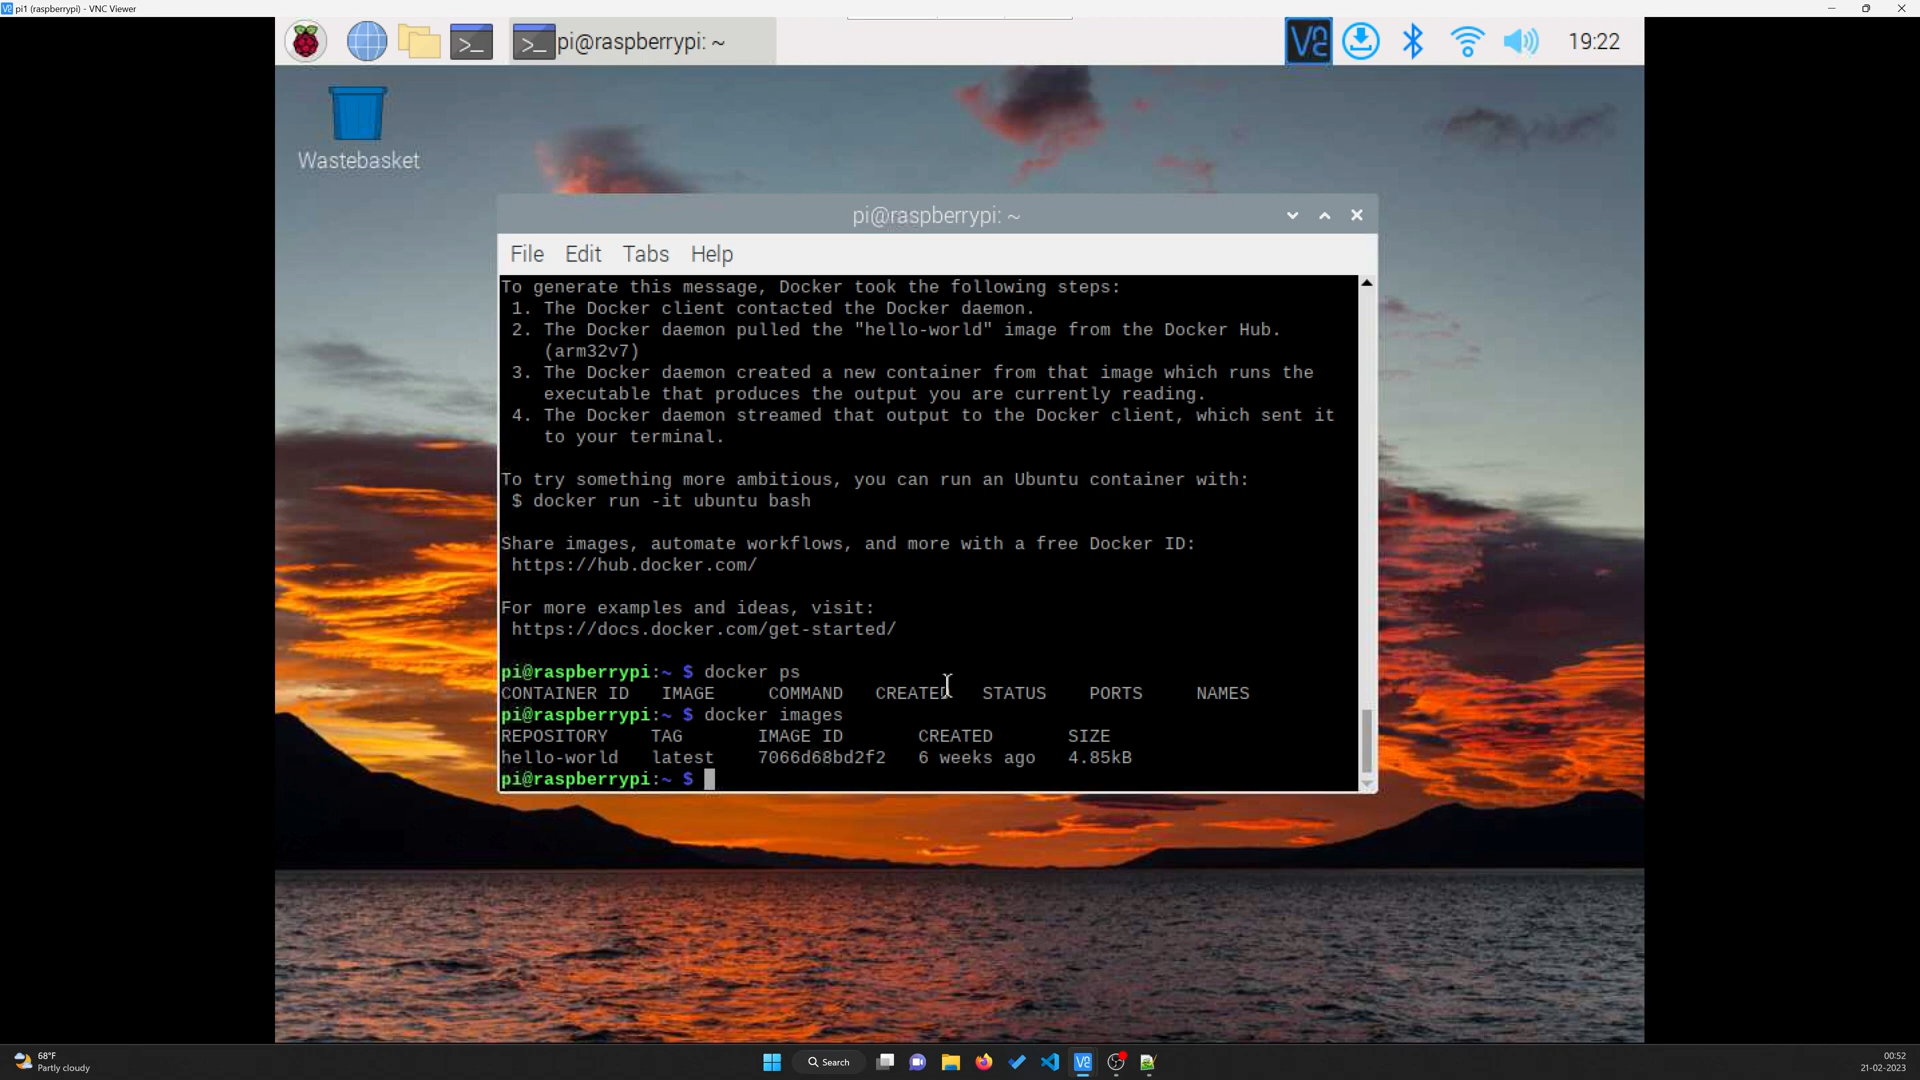 pi1 (raspberrypi) - VNC Viewer
pi@raspberrypi: ~
19:22
Wastebasket
pi@raspberrypi: ~
File Edit Tabs Help
To generate this message, Docker took the following steps:
1. The Docker client contacted the Docker daemon.
2. The Docker daemon pulled the "hello-world" image from the Docker Hub.
(arm32v7)
3. The Docker daemon created a new container from that image which runs the
executable that produces the output you are currently reading.
4. The Docker daemon streamed that output to the Docker client, which sent it
to your terminal.
To try something more ambitious, you can run an Ubuntu container with:
$ docker run -it ubuntu bash
Share images, automate workflows, and more with a free Docker ID:
https://hub.docker.com/
For more examples and ideas, visit:
https://docs.docker.com/get-started/
pi@raspberrypi:~ $ docker ps
CONTAINER ID IMAGE COMMAND CREATED STATUS PORTS NAMES
pi@raspberrypi:~ $ docker images
REPOSITORY TAG IMAGE ID CREATED SIZE
hello-world latest 7066d68bd2f2 6 weeks ago 4.85kB
pi@raspberrypi:~ $
68°F
Partly cloudy
Search
00:52
21-02-2023